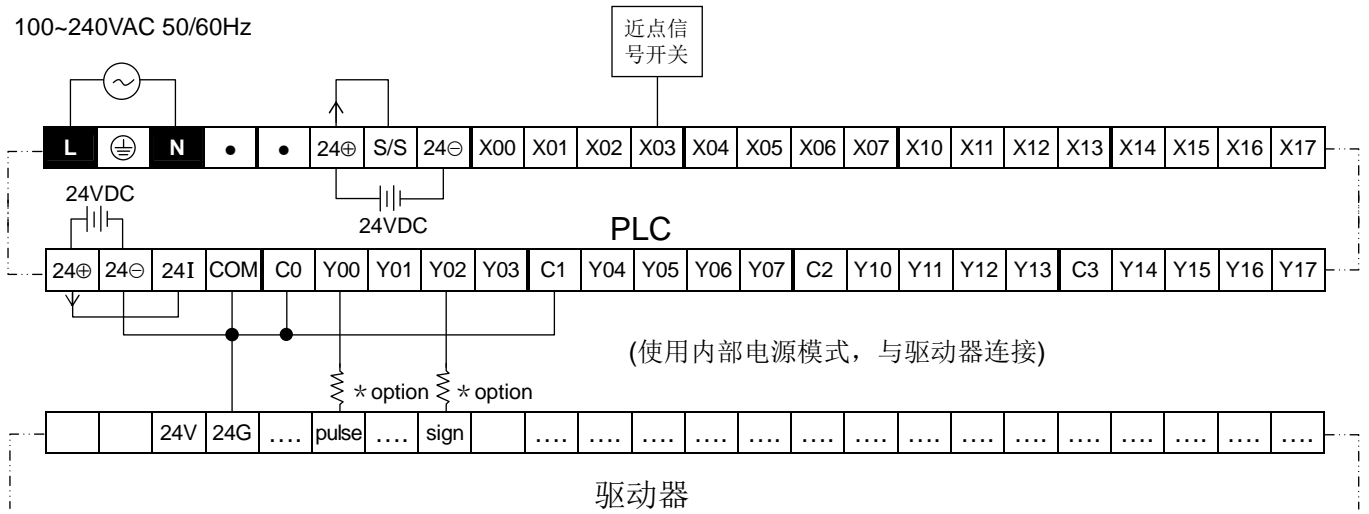 100~240VAC 50/60Hz
近点信
号开关
L N • • 24⊕ S/S 24⊖ X00 X01 X02 X03 X04 X05 X06 X07 X10 X11 X12 X13 X14 X15 X16 X17
24VDC
24VDC
PLC
24⊕ 24⊖ 24I COM C0 Y00 Y01 Y02 Y03 C1 Y04 Y05 Y06 Y07 C2 Y10 Y11 Y12 Y13 C3 Y14 Y15 Y16 Y17
(使用内部电源模式，与驱动器连接)
＊option ＊option
24V 24G .... pulse .... sign .... .... .... .... .... .... .... .... .... .... .... .... .... .... ....
驱动器